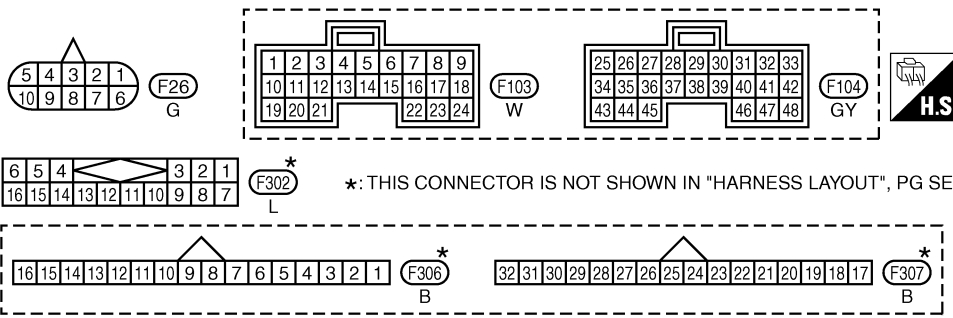 5 4 3 2 1
10 9 8 7 6
F26
G
1 2 3 4 5 6 7 8 9
10 11 12 13 14 15 16 17 18
19 20 21 22 23 24
F103
W
25 26 27 28 29 30 31 32 33
34 35 36 37 38 39 40 41 42
43 44 45 46 47 48
F104
GY
H.S
6 5 4 3 2 1
16 15 14 13 12 11 10 9 8 7
*
F302
L
*: THIS CONNECTOR IS NOT SHOWN IN "HARNESS LAYOUT", PG SE
16 15 14 13 12 11 10 9 8 7 6 5 4 3 2 1
*
F306
B
32 31 30 29 28 27 26 25 24 23 22 21 20 19 18 17
*
F307
B